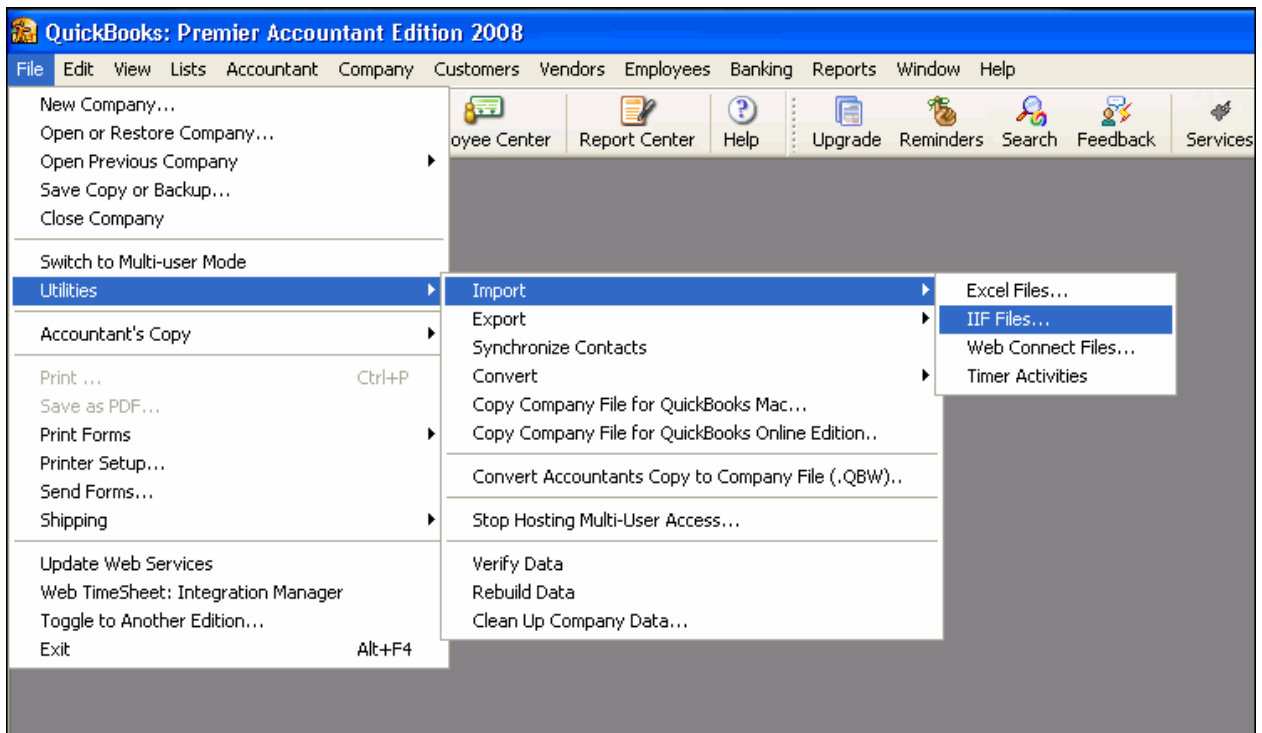 QuickBooks: Premier Accountant Edition 2008
File Edit View Lists Accountant Company Customers Vendors Employees Banking Reports Window Help
oyee Center Report Center Help Upgrade Reminders Search Feedback Services
New Company...
Open or Restore Company...
Open Previous Company
Save Copy or Backup...
Close Company
Switch to Multi-user Mode
Utilities
Accountant's Copy
Print ... Ctrl+P
Save as PDF...
Print Forms
Printer Setup...
Send Forms...
Shipping
Update Web Services
Web TimeSheet: Integration Manager
Toggle to Another Edition...
Exit Alt+F4
Import
Export
Synchronize Contacts
Convert
Copy Company File for QuickBooks Mac...
Copy Company File for QuickBooks Online Edition..
Convert Accountants Copy to Company File (.QBW)..
Stop Hosting Multi-User Access...
Verify Data
Rebuild Data
Clean Up Company Data...
Excel Files...
IIF Files...
Web Connect Files...
Timer Activities